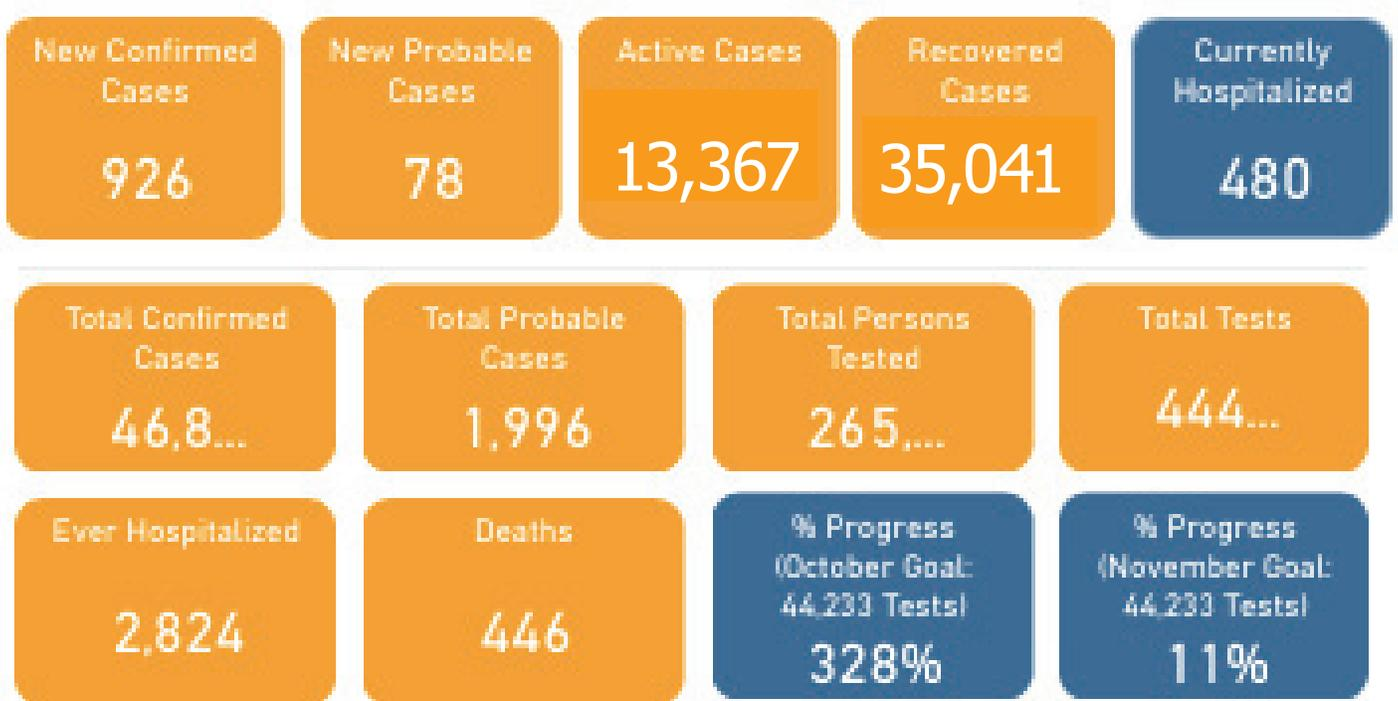 New Confirmed
Cases
926
New Probable
Cases
78
Active Cases
13,367
Recovered
Cases
35,041
Currently
Hospitalized
480
Total Confirmed
Cases
46,8...
Total Probable
Cases
1,996
Total Persons
Tested
265,...
Total Tests
444...
Ever Hospitalized
2,824
Deaths
446
% Progress
(October Goal:
44,233 Tests)
328%
% Progress
(November Goal:
44,233 Tests)
11%